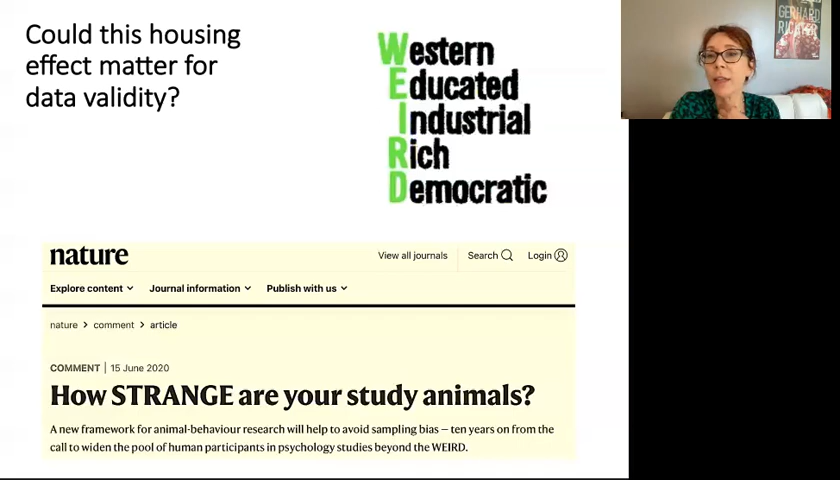 Could this housing
effect matter for
data validity?
Western
Educated
Industrial
Rich
Democratic
GERHARD
RICHTER
nature
View all journals
Search
Login
Explore content
Journal information
Publish with us
nature > comment > article
COMMENT | 15 June 2020
How STRANGE are your study animals?
A new framework for animal-behaviour research will help to avoid sampling bias — ten years on from the
call to widen the pool of human participants in psychology studies beyond the WEIRD.